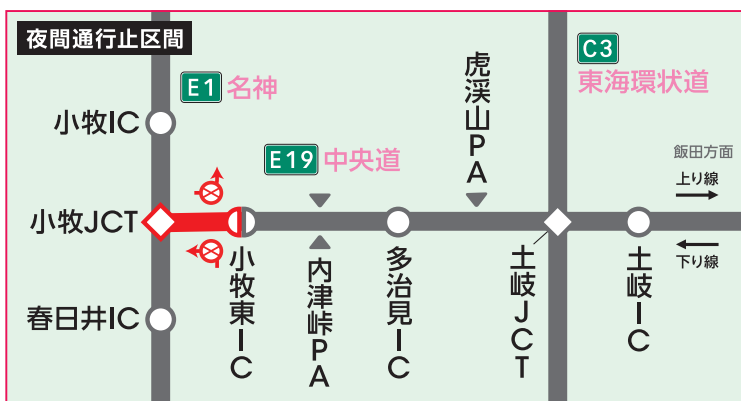 夜間通行止区間
E1 名神
C3
東海環状道
小牧IC
E19 中央道
虎渓山PA
飯田方面
上り線
小牧JCT
下り線
春日井IC
小牧東IC
内津峠PA
多治見IC
土岐JCT
土岐IC